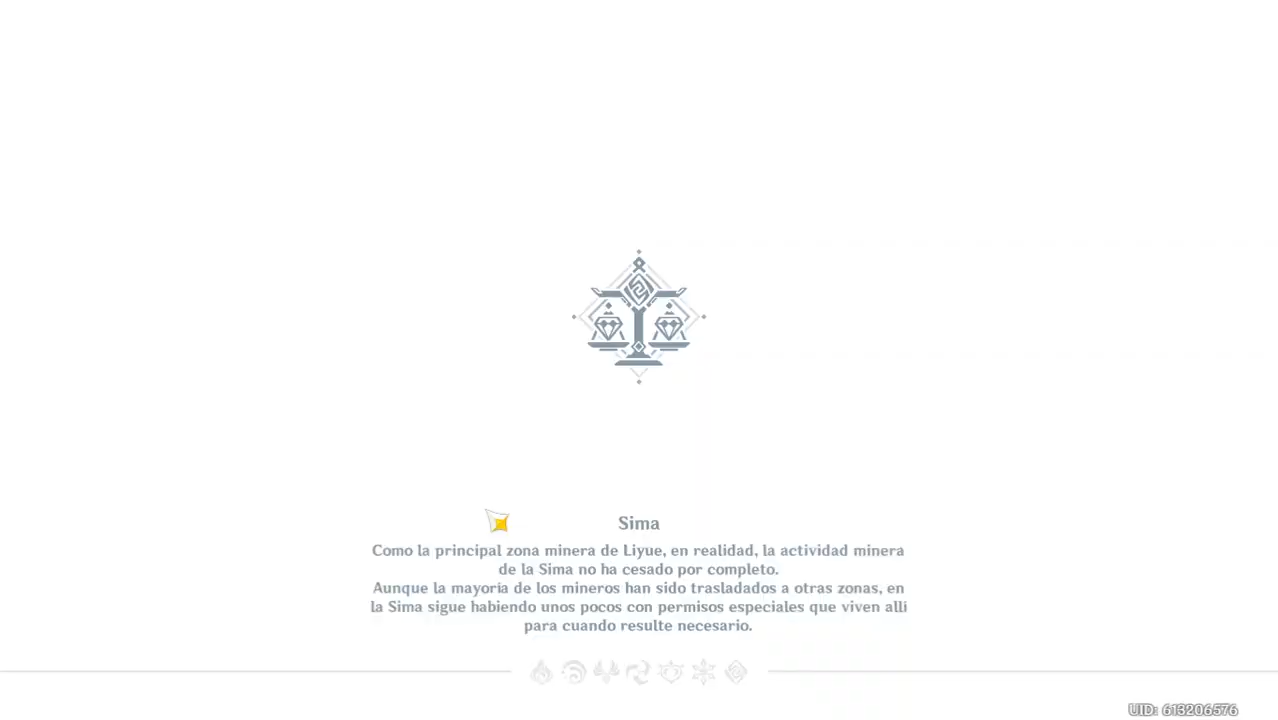 Sima
Como la principal zona minera de Liyue, en realidad, la actividad minera
de la Sima no ha cesado por completo.
Aunque la mayoría de los mineros han sido trasladados a otras zonas, en
la Sima sigue habiendo unos pocos con permisos especiales que viven allí
para cuando resulte necesario.
UID: 613206576